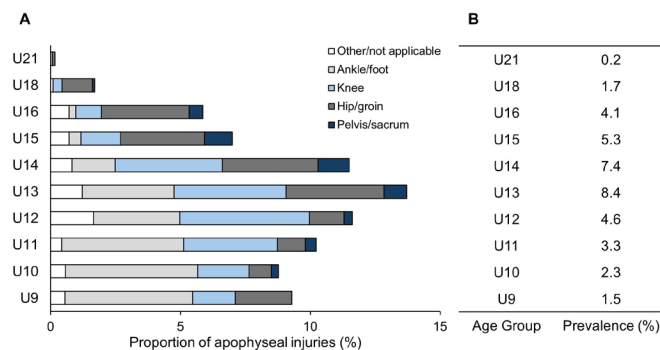 A
U21
U18
U16
U15
U14
U13
U12
U11
U10
U9
0
5
10
15
Proportion of apophyseal injuries (%)
Other/not applicable
Ankle/foot
Knee
Hip/groin
Pelvis/sacrum
B
U21 0.2
U18 1.7
U16 4.1
U15 5.3
U14 7.4
U13 8.4
U12 4.6
U11 3.3
U10 2.3
U9 1.5
Age Group Prevalence (%)